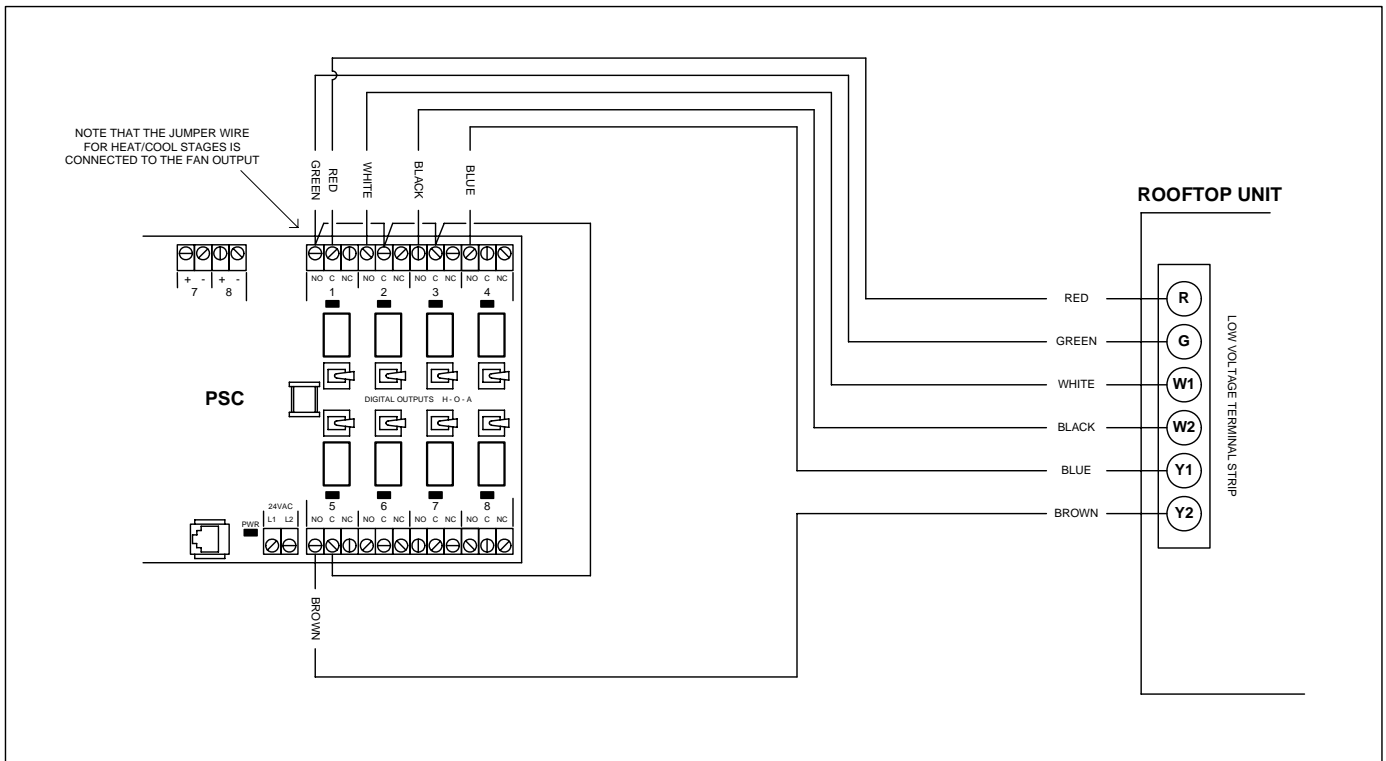 NOTE THAT THE JUMPER WIRE
FOR HEAT/COOL STAGES IS
CONNECTED TO THE FAN OUTPUT
GREEN
RED
WHITE
BLACK
BLUE
ROOFTOP UNIT
+ - + -
7 8
NO C NC NO C NC NO C NC NO C NC
1 2 3 4
PSC
DIGITAL OUTPUTS H - O - A
RED
R
GREEN
G
WHITE
W1
BLACK
W2
BLUE
Y1
BROWN
Y2
LOW VOLTAGE TERMINAL STRIP
5 6 7 8
24VAC
PWR
L1 L2
NO C NC NO C NC NO C NC NO C NC
BROWN